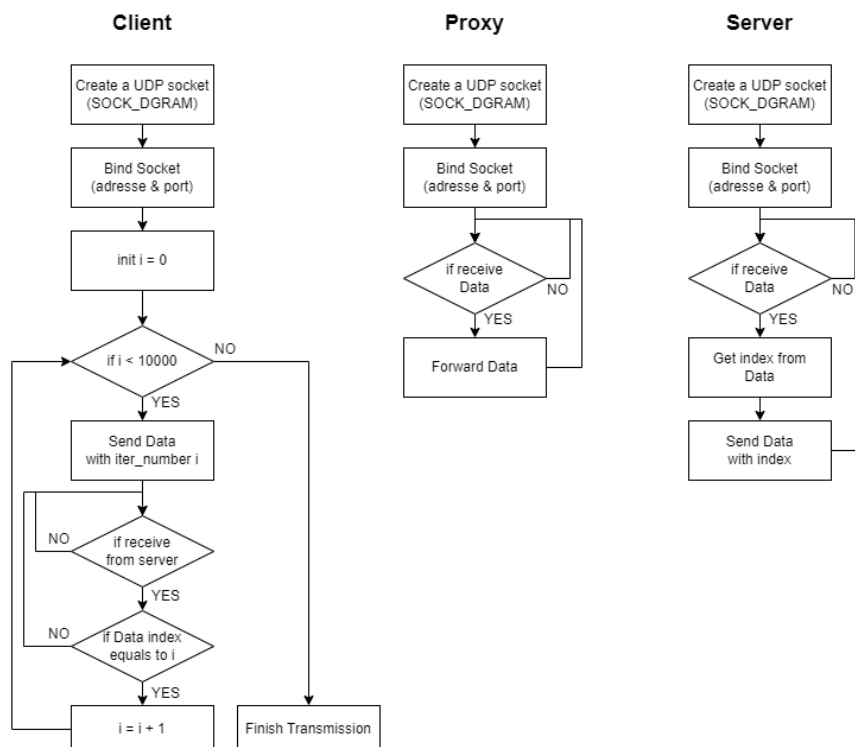 Client
Create a UDP socket
(SOCK_DGRAM)
Bind Socket
(adresse & port)
init i = 0
if i < 10000
NO
YES
Send Data
with iter_number i
if receive
from server
NO
YES
if Data index
equals to i
NO
YES
i = i + 1
Finish Transmission
Proxy
Create a UDP socket
(SOCK_DGRAM)
Bind Socket
(adresse & port)
if receive
Data
NO
YES
Forward Data
Server
Create a UDP socket
(SOCK_DGRAM)
Bind Socket
(adresse & port)
if receive
Data
NO
YES
Get index from
Data
Send Data
with index